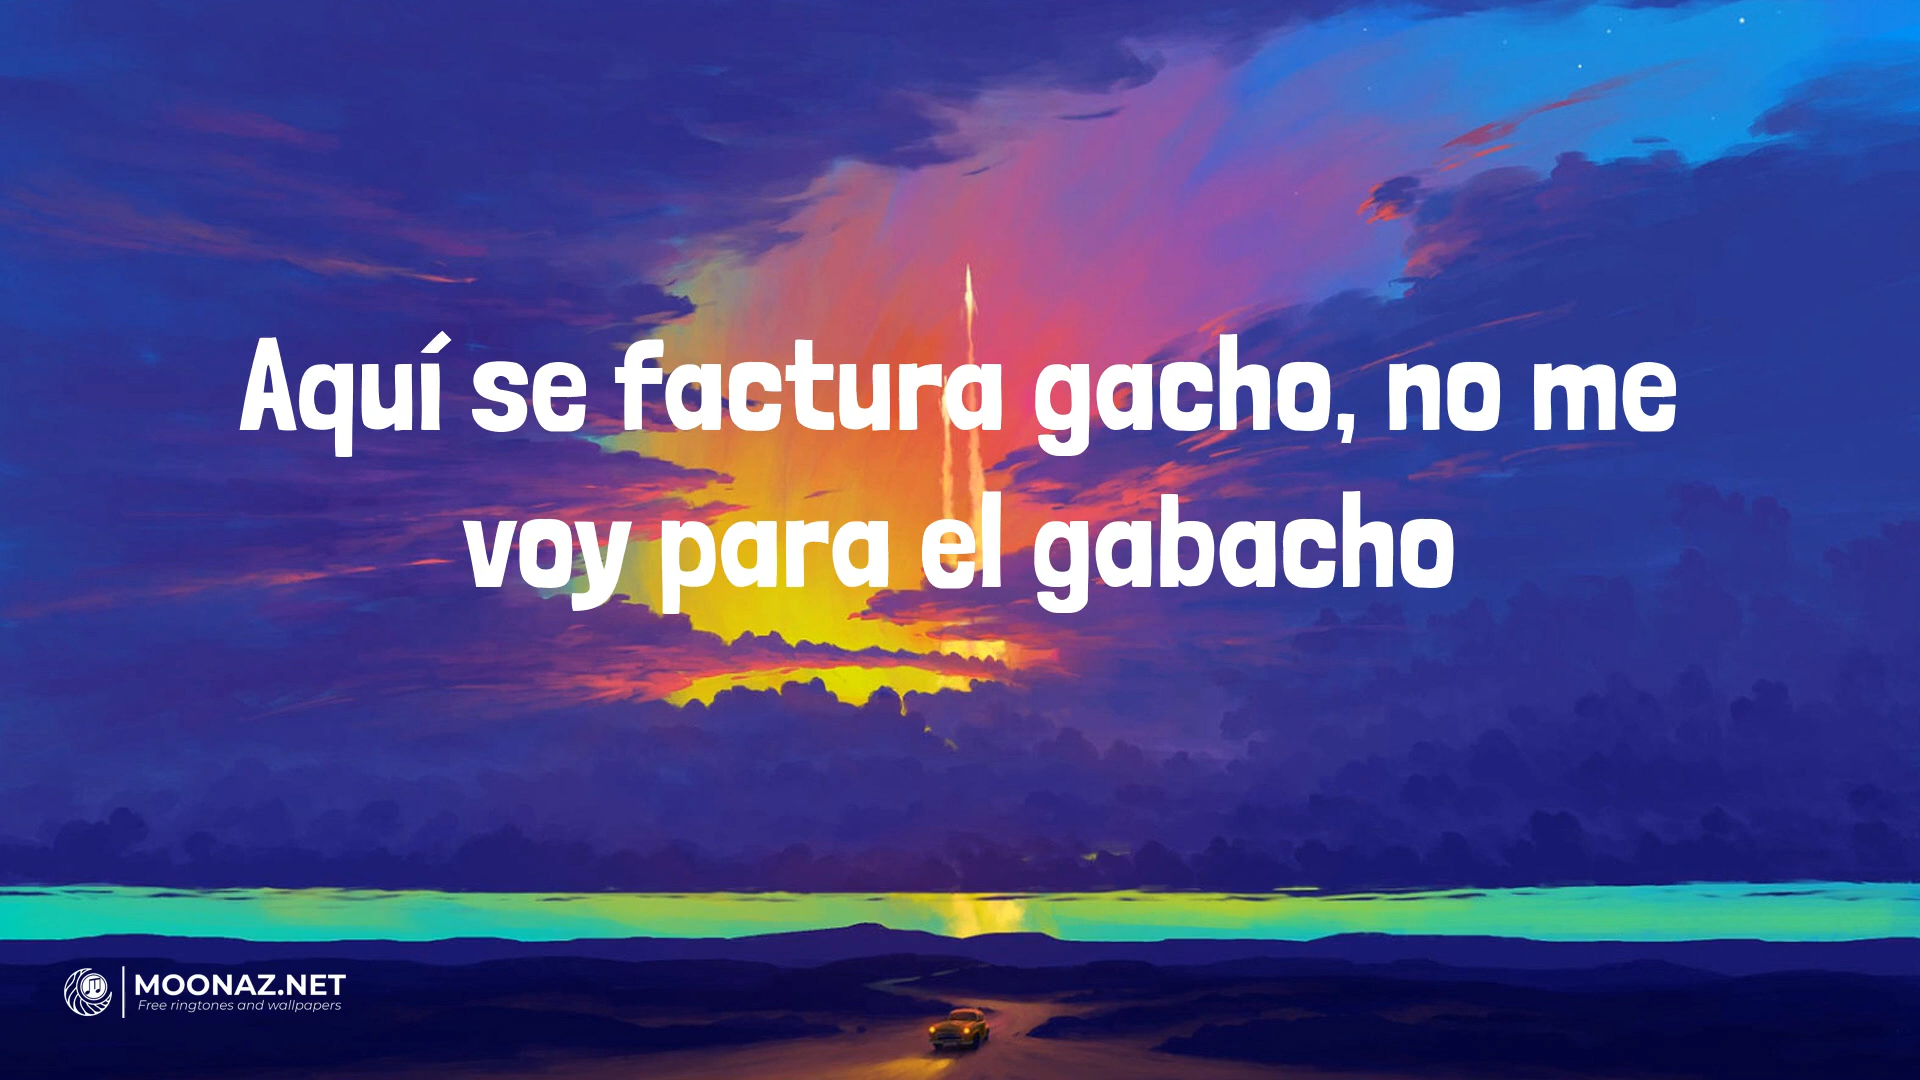 Aquí se factura gacho, no me
voy para el gabacho
MOONAZ.NET
Free ringtones and wallpapers